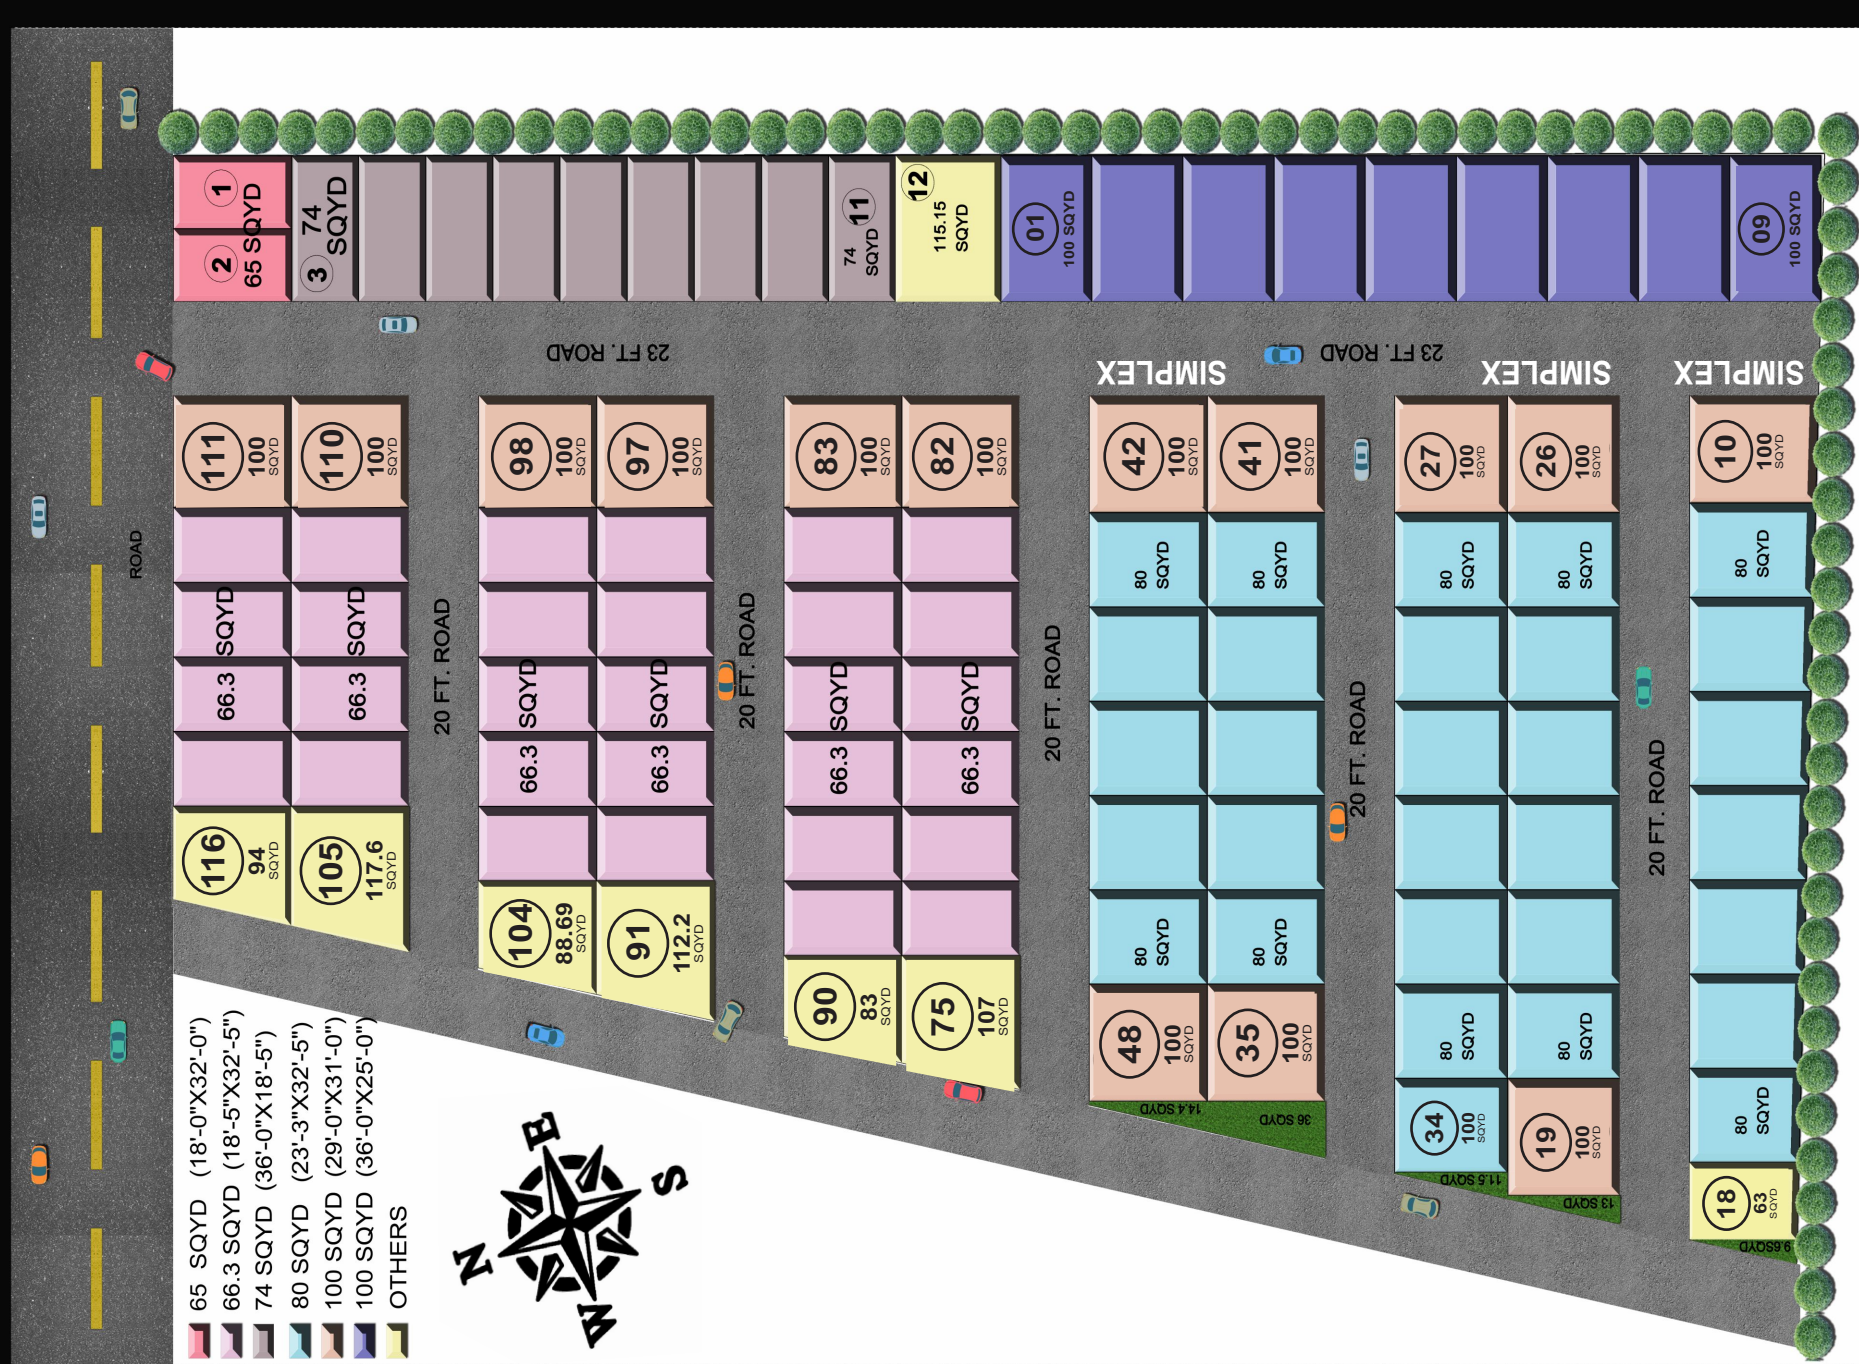 1
65 SQYD
2
3
74
SQYD
11
74
SQYD
12
115.15
SQYD
01
100 SQYD
09
100 SQYD
23 FT. ROAD
23 FT. ROAD
SIMPLEX
SIMPLEX
SIMPLEX
ROAD
111
100
SQYD
110
100
SQYD
66.3 SQYD
66.3 SQYD
116
94
SQYD
105
117.6
SQYD
20 FT. ROAD
98
100
SQYD
97
100
SQYD
66.3 SQYD
66.3 SQYD
104
88.69
SQYD
91
112.2
SQYD
20 FT. ROAD
83
100
SQYD
82
100
SQYD
66.3 SQYD
66.3 SQYD
90
83
SQYD
75
107
SQYD
20 FT. ROAD
42
100
SQYD
41
100
SQYD
80
SQYD
80
SQYD
80
SQYD
80
SQYD
48
100
SQYD
35
100
SQYD
14.4 SQYD
36 SQYD
20 FT. ROAD
27
100
SQYD
26
100
SQYD
80
SQYD
80
SQYD
80
SQYD
80
SQYD
34
100
SQYD
19
100
SQYD
11.5 SQYD
13 SQYD
20 FT. ROAD
10
100
SQYD
80
SQYD
80
SQYD
18
63
SQYD
9.6SQYD
65 SQYD (18'-0"X32'-0")
66.3 SQYD (18'-5"X32'-5")
74 SQYD (36'-0"X18'-5")
80 SQYD (23'-3"X32'-5")
100 SQYD (29'-0"X31'-0")
100 SQYD (36'-0"X25'-0")
OTHERS
N
E
S
W